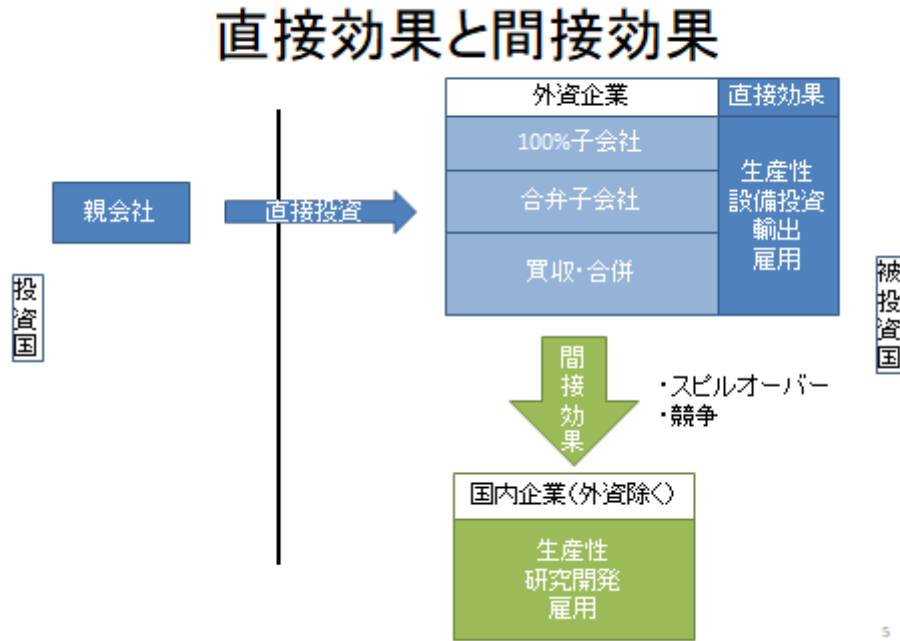 直接効果と間接効果
外資企業
直接効果
100%子会社
合弁子会社
買収・合併
生産性
設備投資
輸出
雇用
親会社
直接投資
投資国
被投資国
間接効果
・スピルオーバー
・競争
国内企業(外資除く)
生産性
研究開発
雇用
5